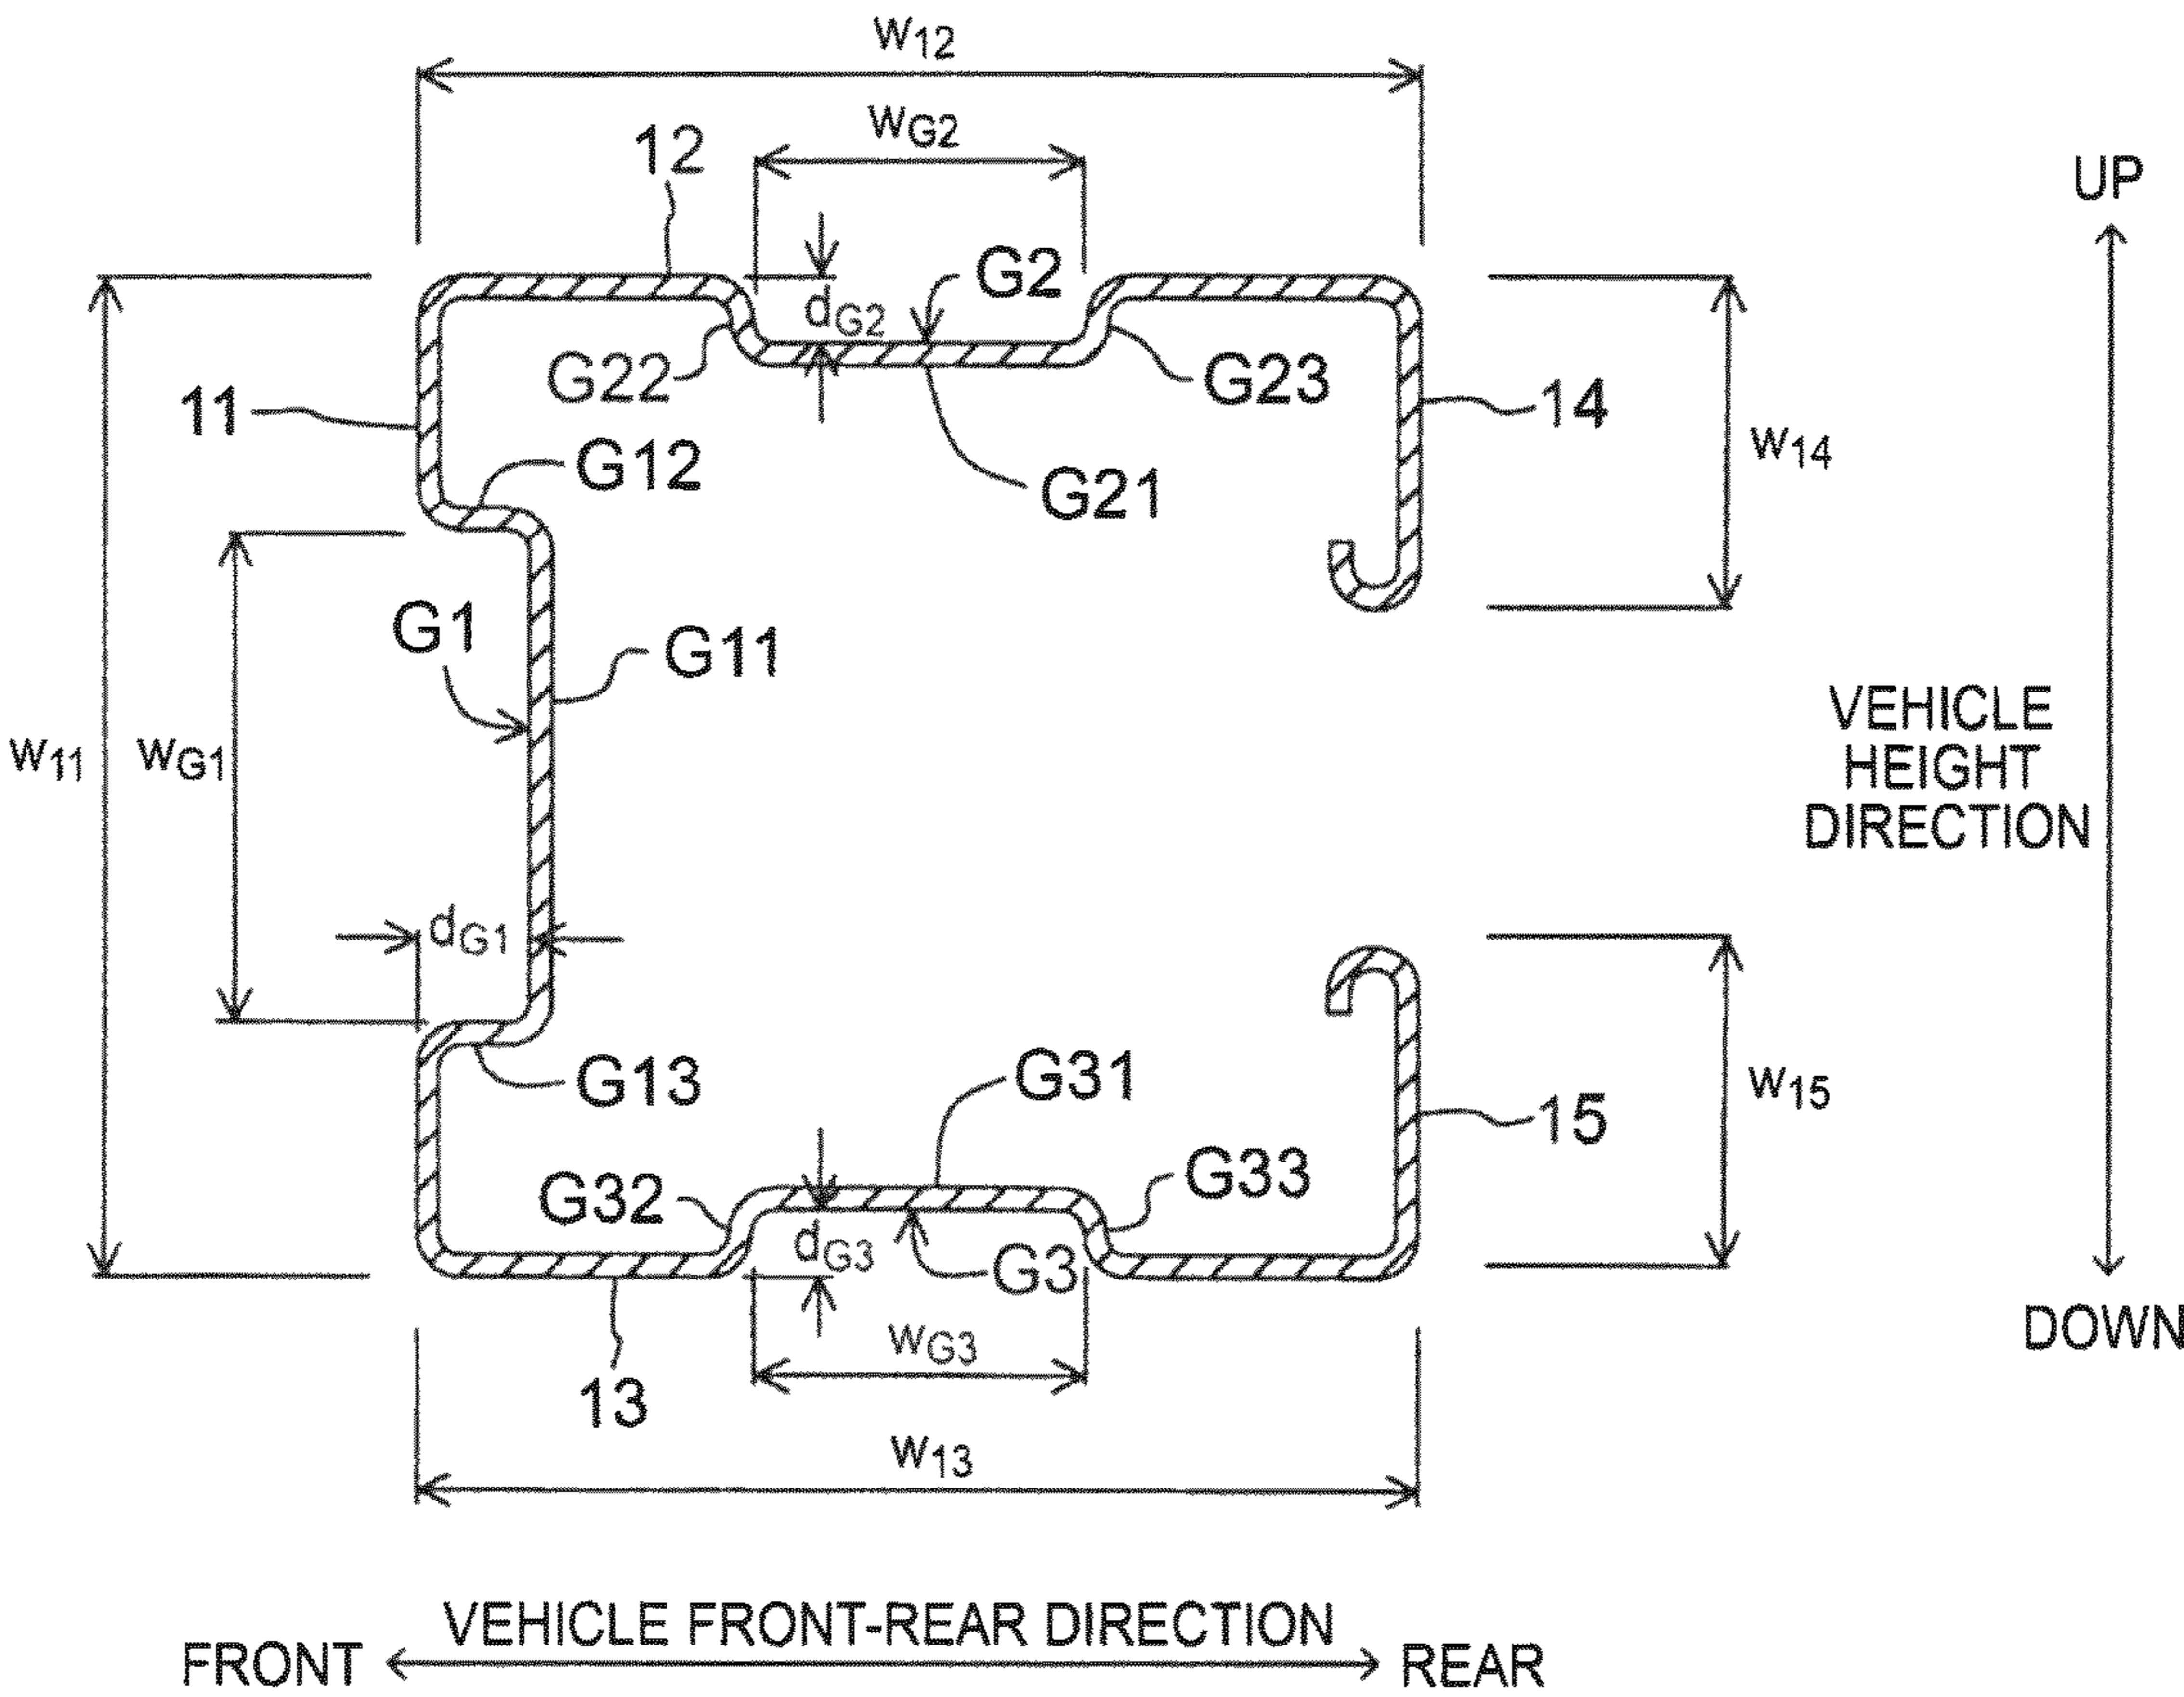 W12
WG2
12
UP
G2
dG2
G22
G23
11
14
W14
G12
G21
G1
G11
VEHICLE
HEIGHT
DIRECTION
W11
WG1
dG1
G13
G31
W15
15
G32
G33
dG3
G3
DOWN
WG3
13
W13
VEHICLE FRONT-REAR DIRECTION
FRONT
REAR